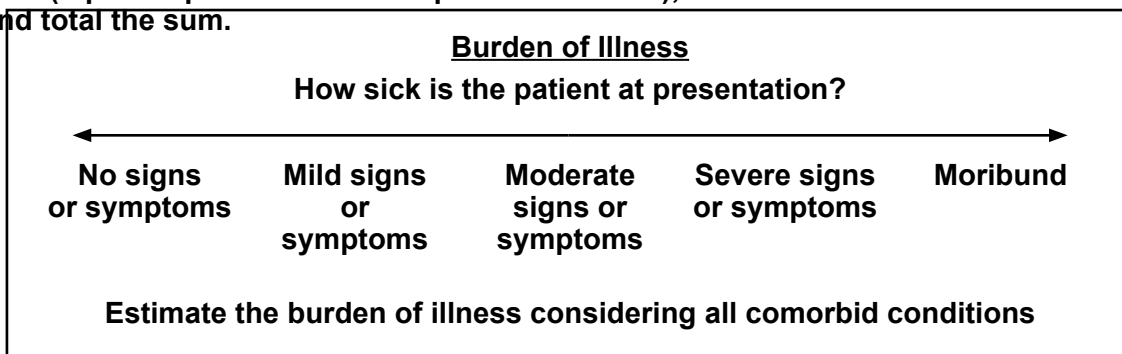 nd total the sum.
Burden of Illness
How sick is the patient at presentation?
No signs
or symptoms
Mild signs
or
symptoms
Moderate
signs or
symptoms
Severe signs
or symptoms
Moribund
Estimate the burden of illness considering all comorbid conditions